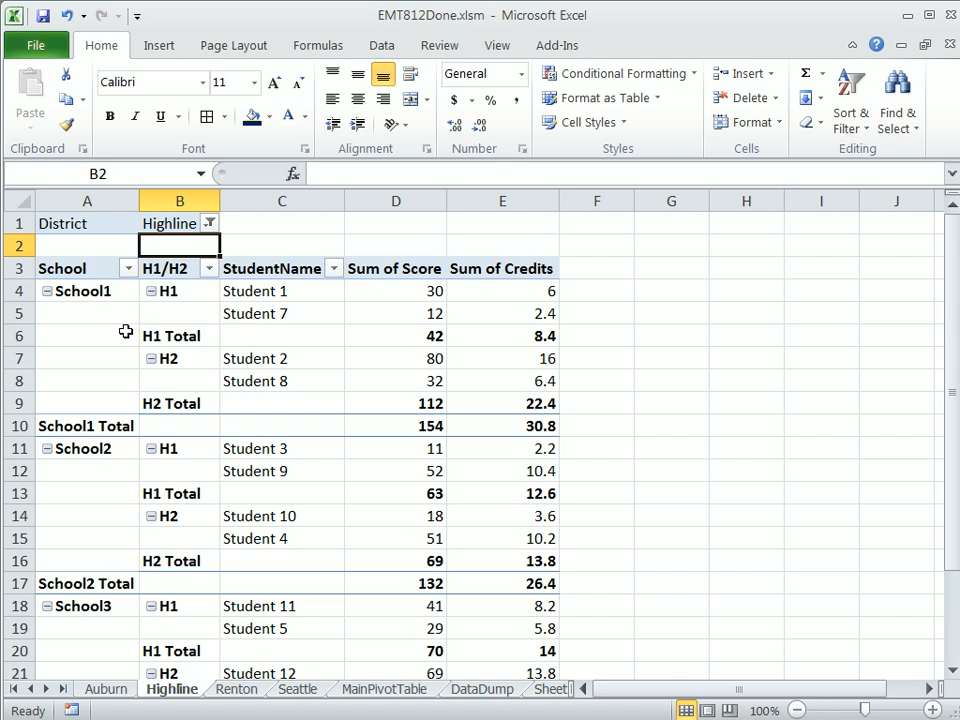 EMT812Done.xlsm - Microsoft Excel
File Home Insert Page Layout Formulas Data Review View Add-Ins
Calibri 11 General Conditional Formatting Insert Σ
Paste B I U A $ % , Format as Table Delete Sort & Find &
Cell Styles Format Filter Select
Clipboard Font Alignment Number Styles Cells Editing
B2 fx
A B C D E F G H I J
1 District Highline
2
3 School H1/H2 StudentName Sum of Score Sum of Credits
4 School1 H1 Student 1 30 6
5 Student 7 12 2.4
6 H1 Total 42 8.4
7 H2 Student 2 80 16
8 Student 8 32 6.4
9 H2 Total 112 22.4
10 School1 Total 154 30.8
11 School2 H1 Student 3 11 2.2
12 Student 9 52 10.4
13 H1 Total 63 12.6
14 H2 Student 10 18 3.6
15 Student 4 51 10.2
16 H2 Total 69 13.8
17 School2 Total 132 26.4
18 School3 H1 Student 11 41 8.2
19 Student 5 29 5.8
20 H1 Total 70 14
21 H2 Student 12 69 13.8
Auburn Highline Renton Seattle MainPivotTable DataDump Sheet
Ready 100%